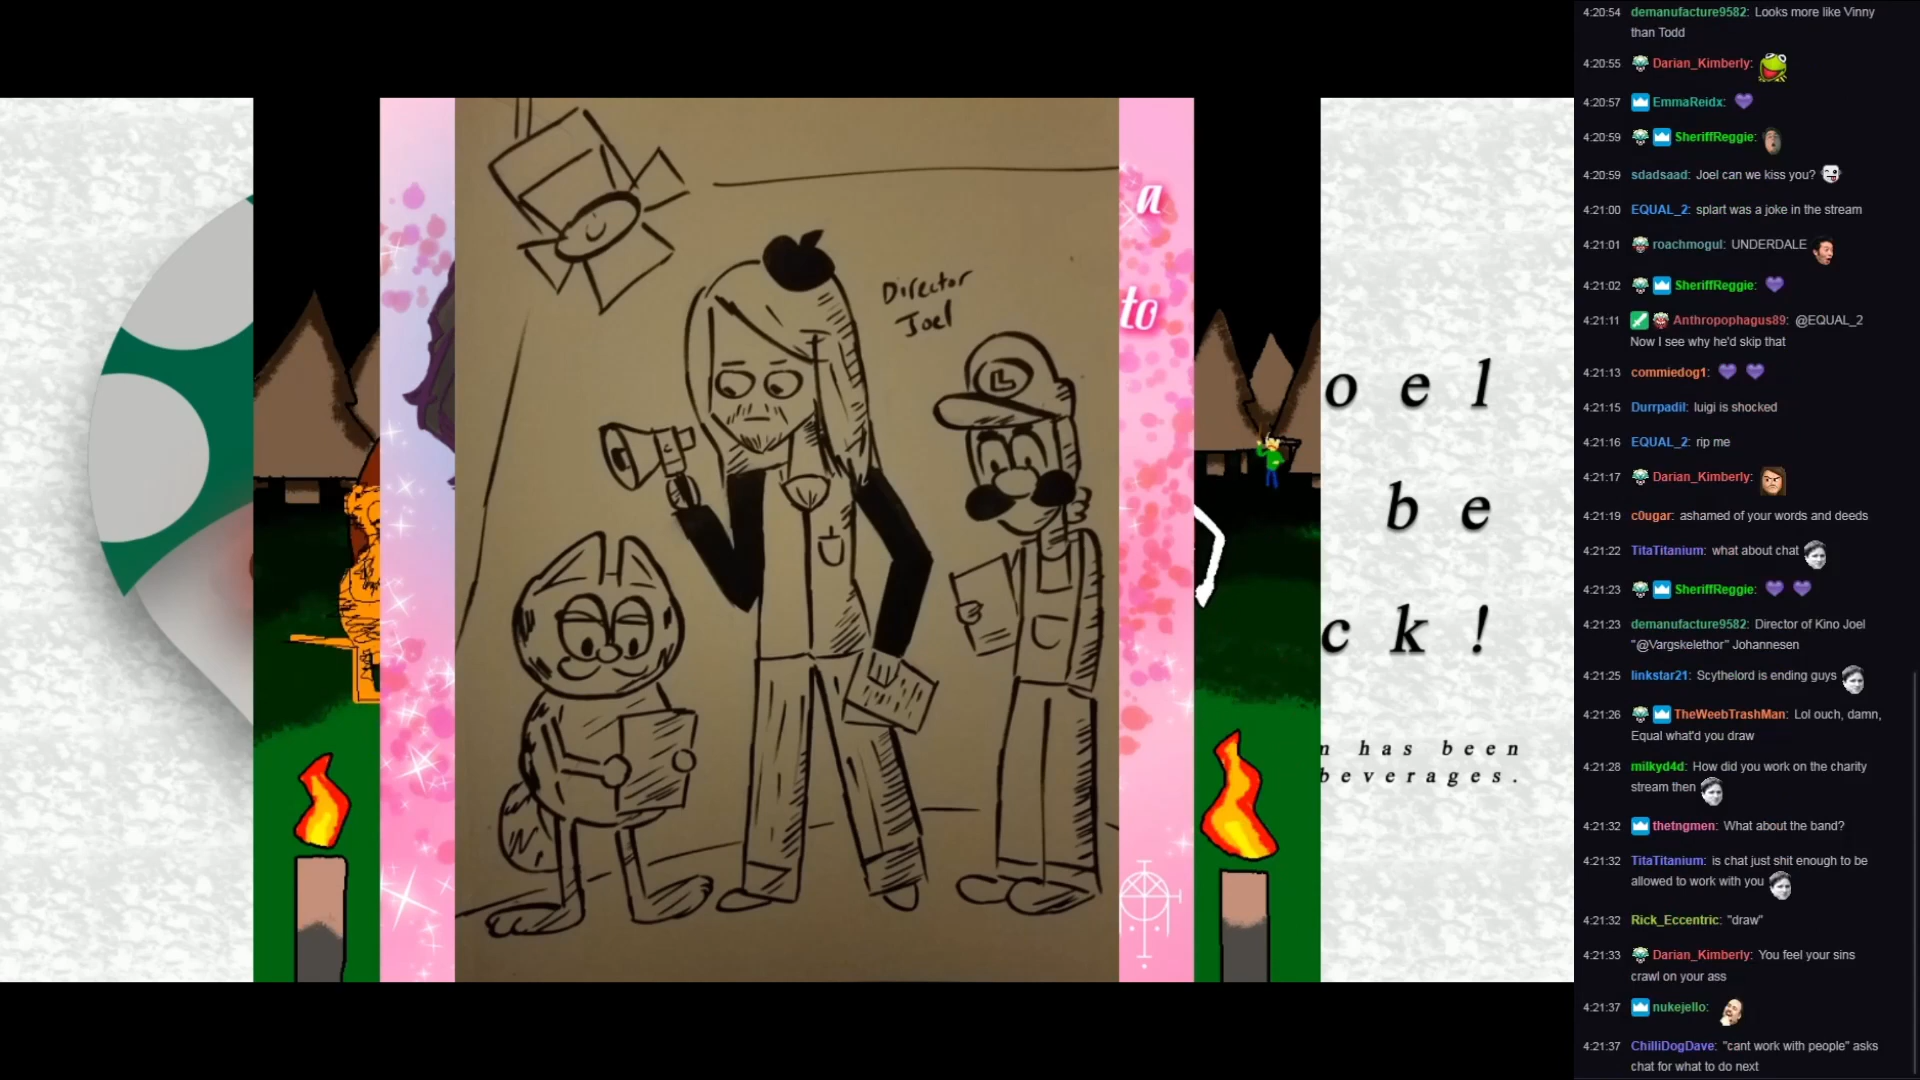 Director
Joel
L
a
to
oel
be
ck!
n has been
beverages.
4:20:54 demanufacture9582: Looks more like Vinny
than Todd
4:20:55 Darian_Kimberly:
4:20:57 EmmaReidx:
4:20:59 SheriffReggie:
4:20:59 sdadsaad: Joel can we kiss you?
4:21:00 EQUAL_2: splart was a joke in the stream
4:21:01 roachmogul: UNDERDALE
4:21:02 SheriffReggie:
4:21:11 Anthropophagus89: @EQUAL_2
Now I see why he'd skip that
4:21:13 commiedog1:
4:21:15 Durrpadil: luigi is shocked
4:21:16 EQUAL_2: rip me
4:21:17 Darian_Kimberly:
4:21:19 c0ugar: ashamed of your words and deeds
4:21:22 TitaTitanium: what about chat
4:21:23 SheriffReggie:
4:21:23 demanufacture9582: Director of Kino Joel
"@Vargskelethor" Johannesen
4:21:25 linkstar21: Scythelord is ending guys
4:21:26 TheWeebTrashMan: Lol ouch, damn,
Equal what'd you draw
4:21:28 milkyd4d: How did you work on the charity
stream then
4:21:32 thetngmen: What about the band?
4:21:32 TitaTitanium: is chat just shit enough to be
allowed to work with you
4:21:32 Rick_Eccentric: "draw"
4:21:33 Darian_Kimberly: You feel your sins
crawl on your ass
4:21:37 nukejello:
4:21:37 ChilliDogDave: "cant work with people" asks
chat for what to do next